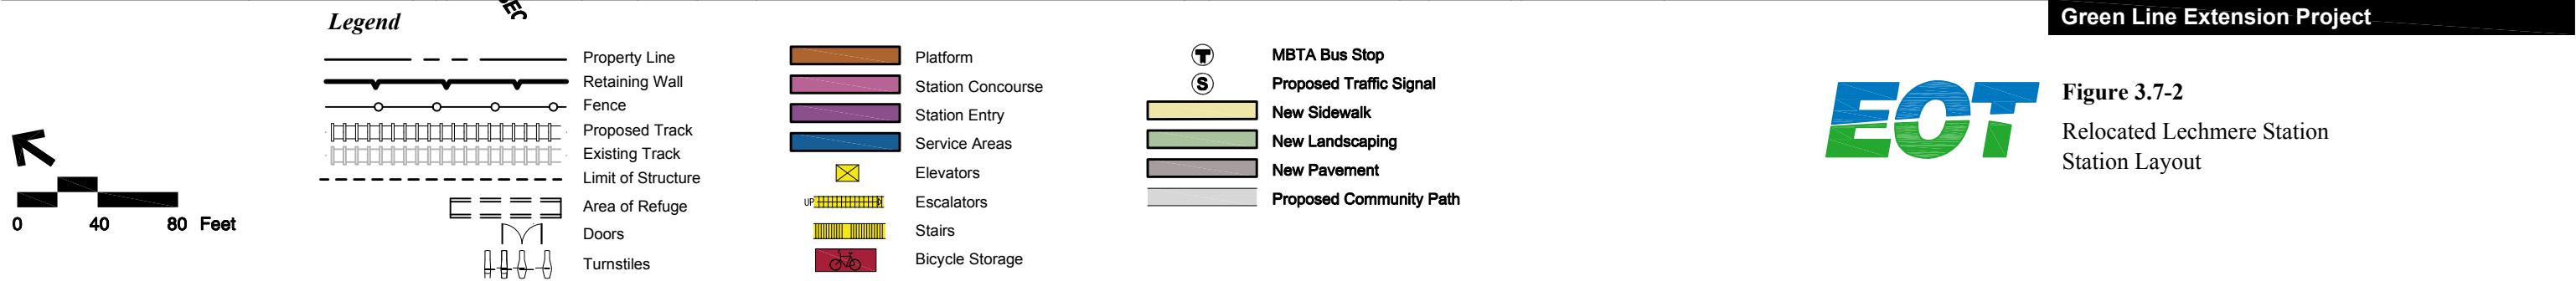 SEC
Legend
Property Line
Retaining Wall
Fence
Proposed Track
Existing Track
Limit of Structure
Area of Refuge
Doors
Turnstiles
Platform
Station Concourse
Station Entry
Service Areas
Elevators
UP Escalators
Stairs
Bicycle Storage
T MBTA Bus Stop
S Proposed Traffic Signal
New Sidewalk
New Landscaping
New Pavement
Proposed Community Path
0 40 80 Feet
Green Line Extension Project
EOT
Figure 3.7-2
Relocated Lechmere Station
Station Layout